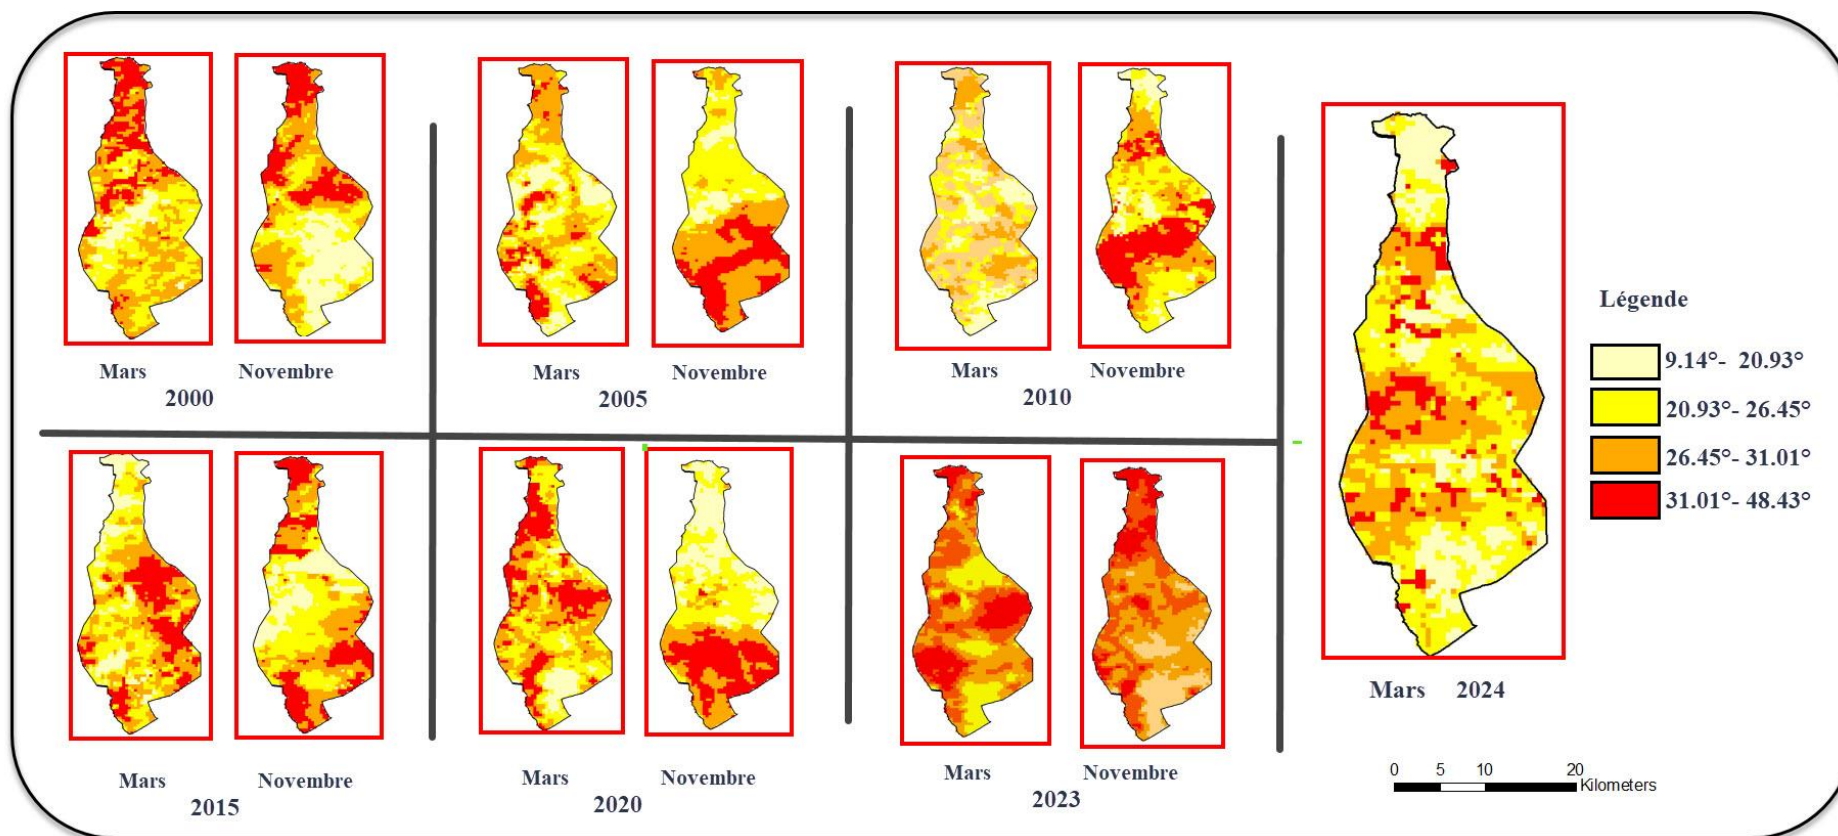 Mars Novembre
2000
Mars Novembre
2005
Mars Novembre
2010
Mars Novembre
2015
Mars Novembre
2020
Mars Novembre
2023
Mars 2024
Légende
9.14°- 20.93°
20.93°- 26.45°
26.45°- 31.01°
31.01°- 48.43°
0 5 10 20
Kilometers